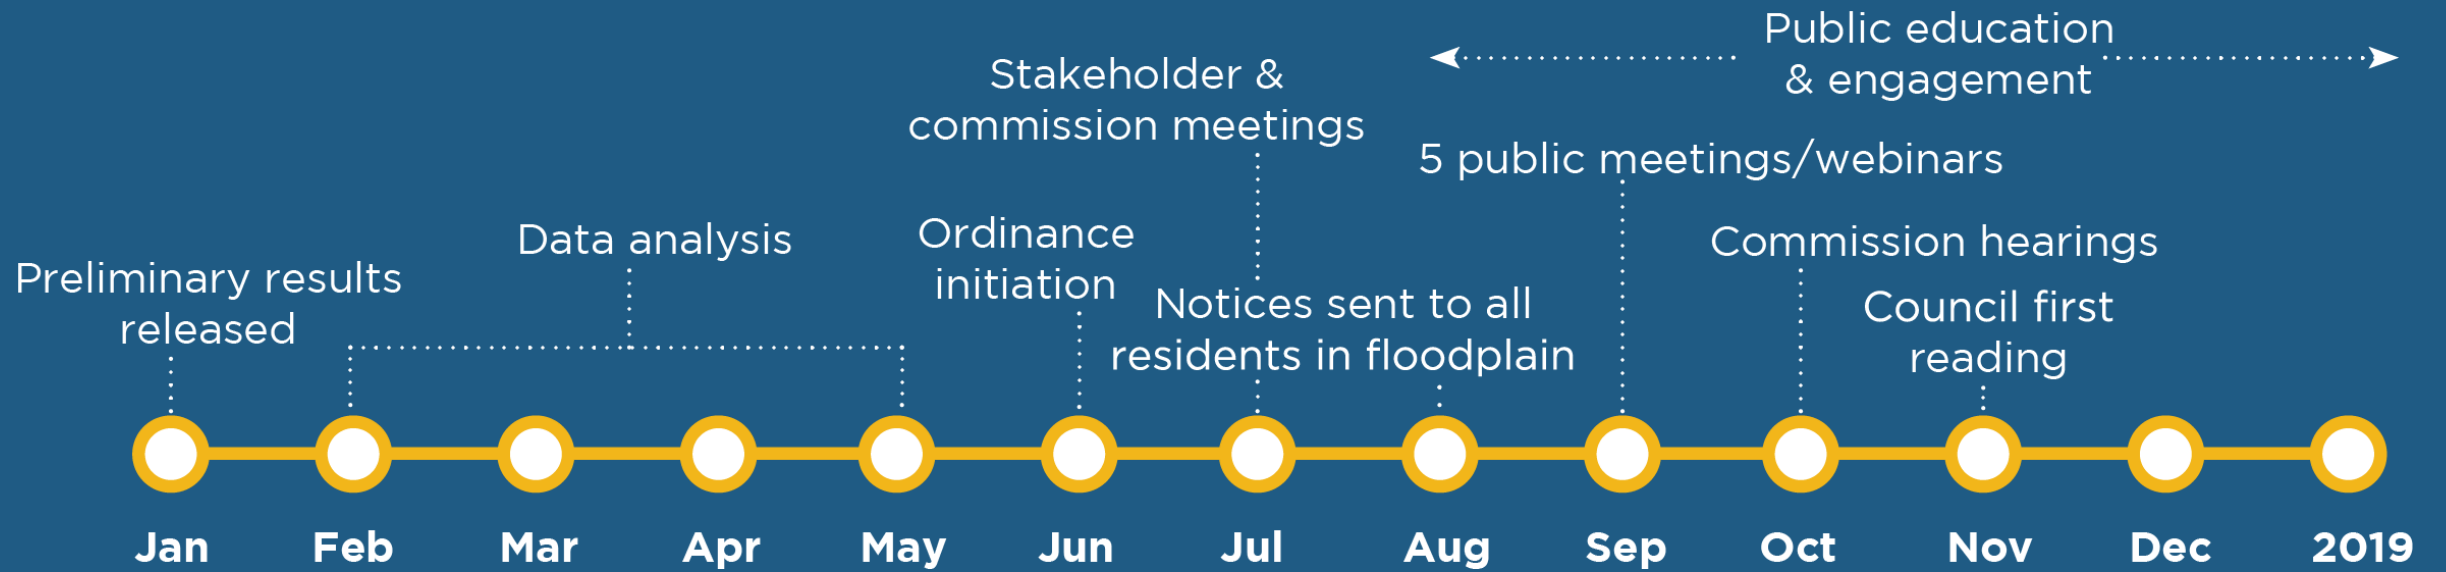 Public education
& engagement
Stakeholder &
commission meetings
5 public meetings/webinars
Data analysis
Ordinance
initiation
Commission hearings
Preliminary results
released
Notices sent to all
residents in floodplain
Council first
reading
Jan Feb Mar Apr May Jun Jul Aug Sep Oct Nov Dec 2019